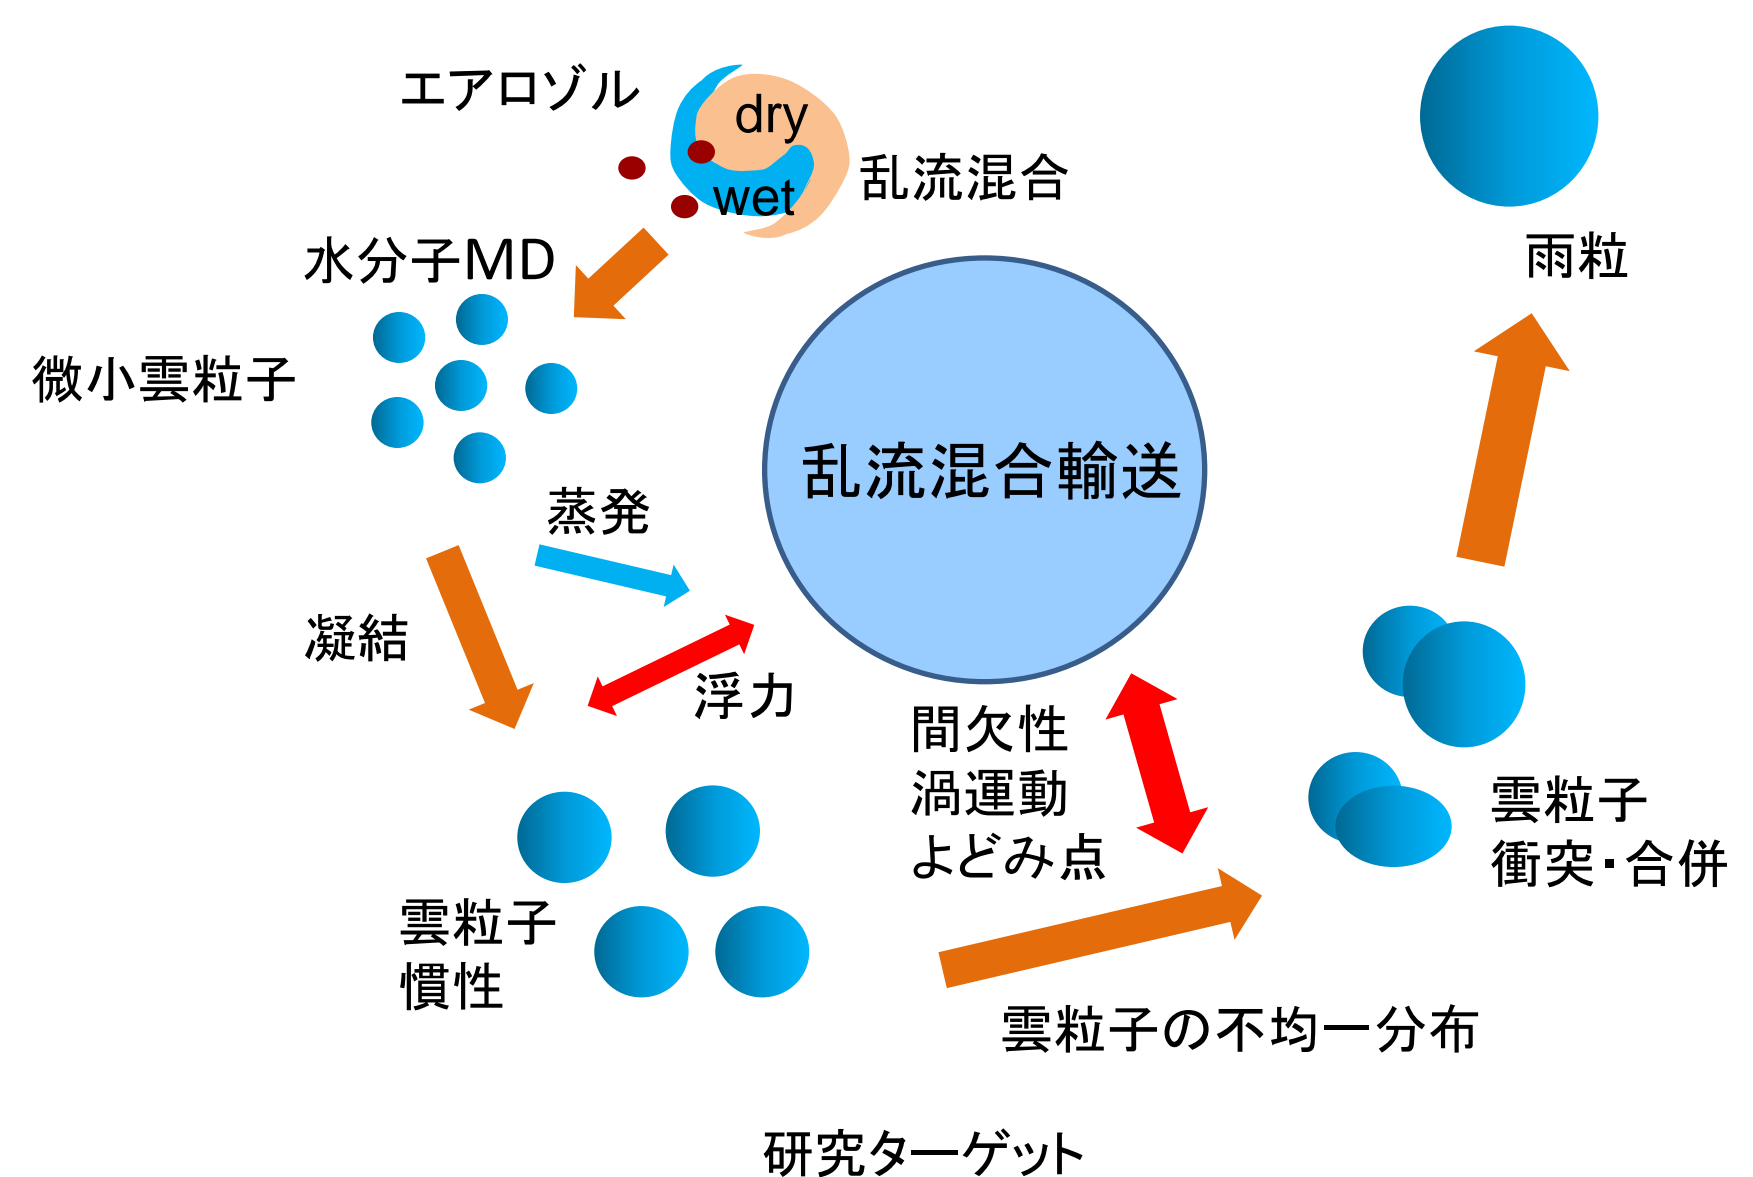 エアロゾル
dry
wet
乱流混合
水分子MD
微小雲粒子
雨粒
乱流混合輸送
蒸発
凝結
浮力
間欠性
渦運動
よどみ点
雲粒子
衝突・合併
雲粒子
慣性
雲粒子の不均一分布
研究ターゲット